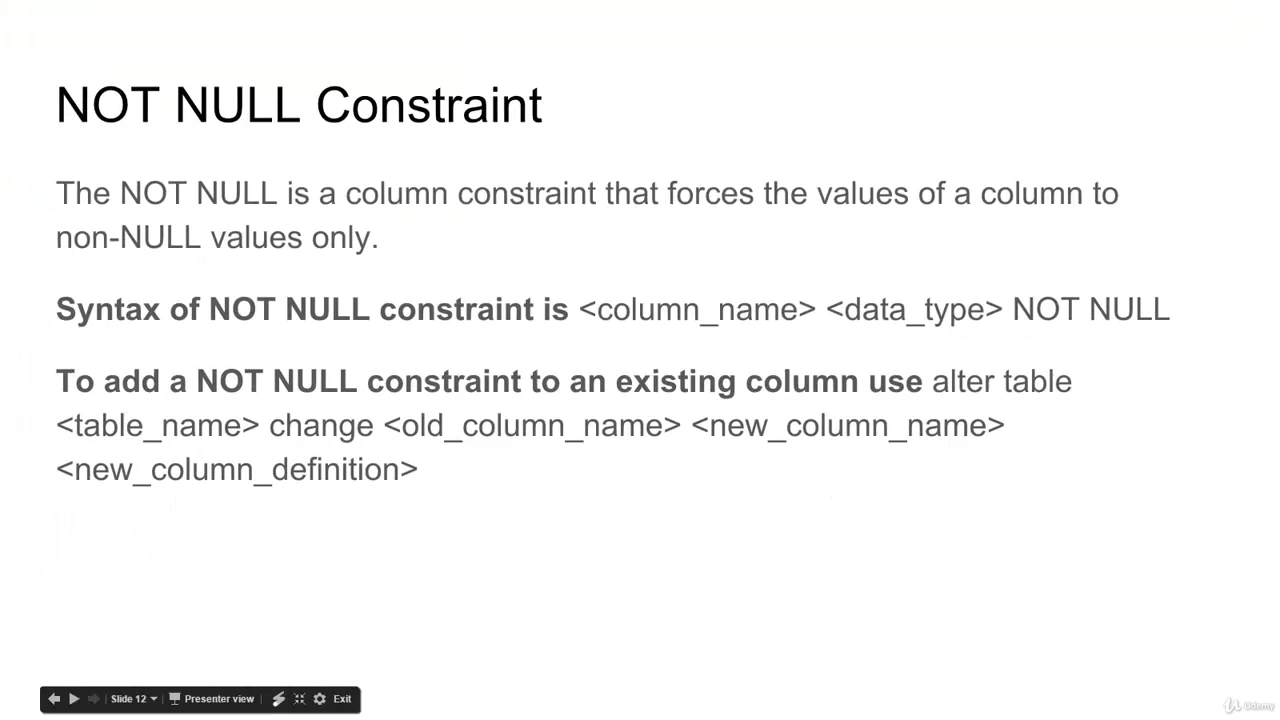 NOT NULL Constraint
The NOT NULL is a column constraint that forces the values of a column to
non-NULL values only.
Syntax of NOT NULL constraint is <column_name> <data_type> NOT NULL
To add a NOT NULL constraint to an existing column use alter table
<table_name> change <old_column_name> <new_column_name>
<new_column_definition>
Slide 12 Presenter view Exit
Udemy